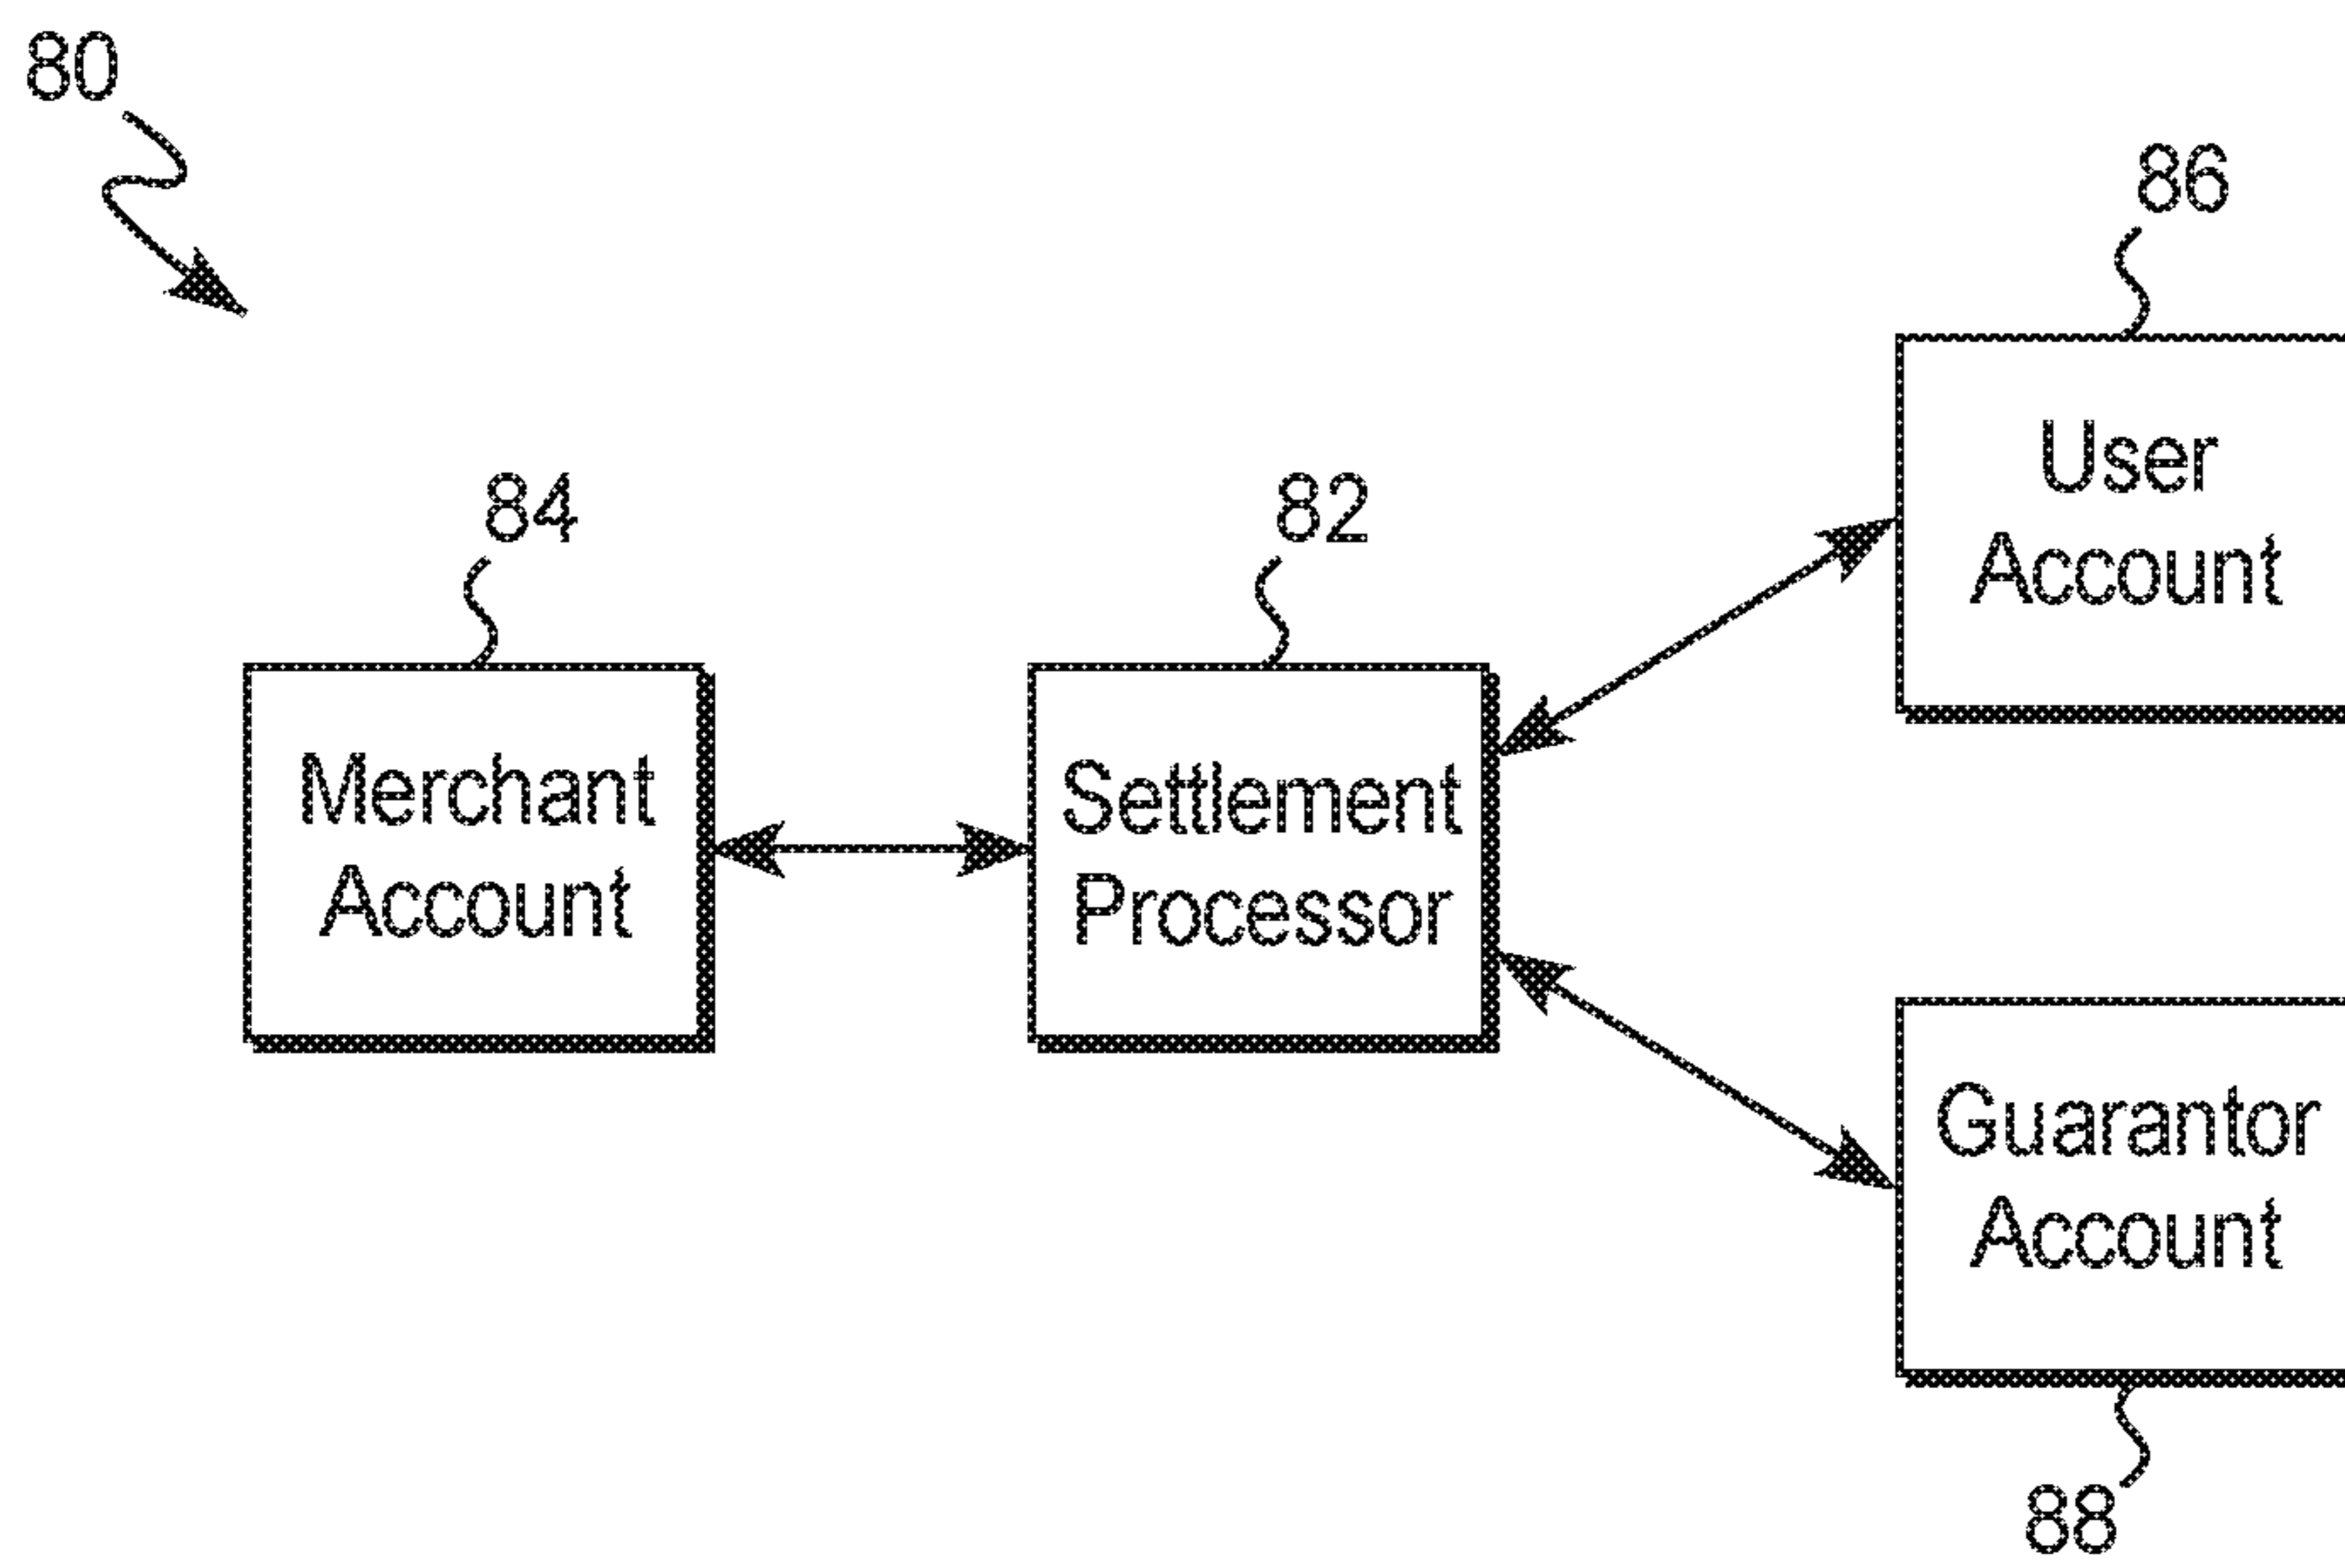 80
86
User
Account
84
82
Merchant
Account
Settlement
Processor
Guarantor
Account
88